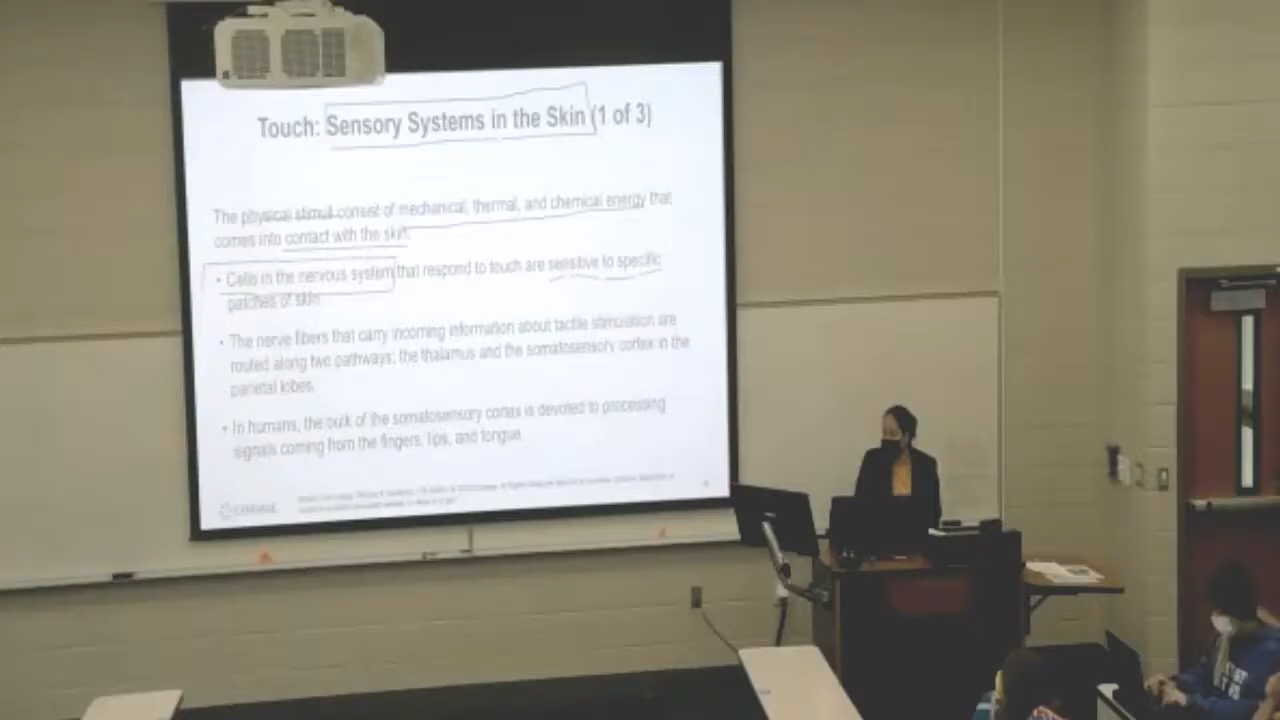 Touch: Sensory Systems in the Skin (1 of 3)
The physical stimuli consist of mechanical, thermal, and chemical energy that
comes into contact with the skin.
• Cells in the nervous system that respond to touch are sensitive to specific
patches of skin.
• The nerve fibers that carry incoming information about tactile stimulation are
routed along two pathways; the thalamus and the somatosensory cortex in the
parietal lobes.
• In humans, the bulk of the somatosensory cortex is devoted to processing
signals coming from the fingers, lips, and tongue.
CENGAGE